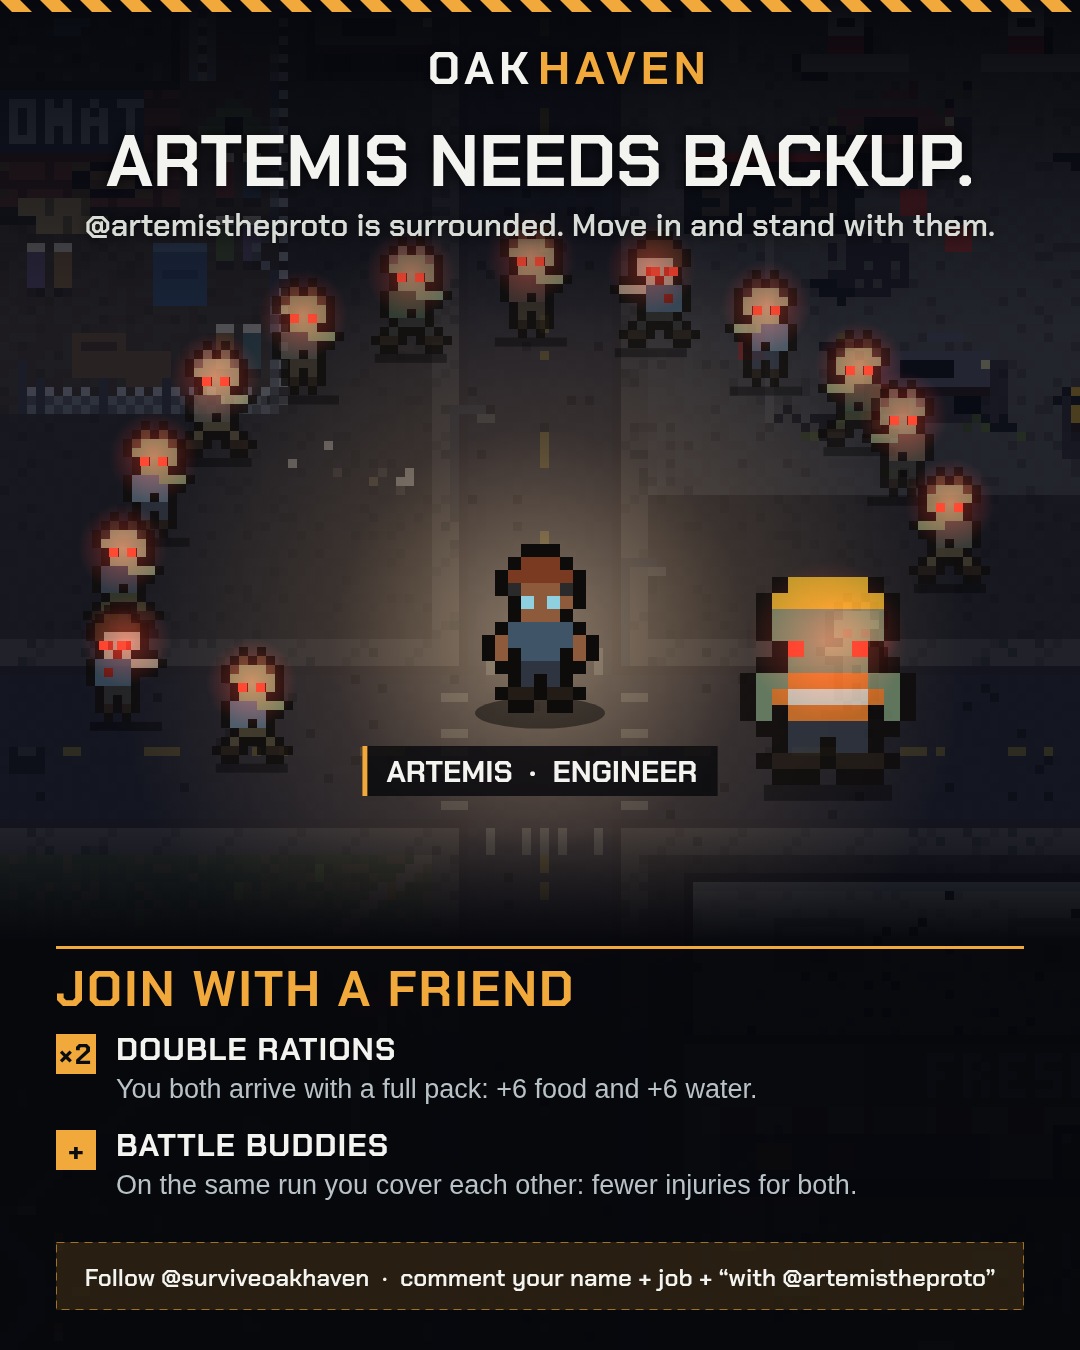 OAKHAVEN
ARTEMIS NEEDS BACKUP.
@artemistheproto is surrounded. Move in and stand with them.
ARTEMIS · ENGINEER
JOIN WITH A FRIEND
×2 DOUBLE RATIONS
You both arrive with a full pack: +6 food and +6 water.
+ BATTLE BUDDIES
On the same run you cover each other: fewer injuries for both.
Follow @surviveoakhaven · comment your name + job + “with @artemistheproto”